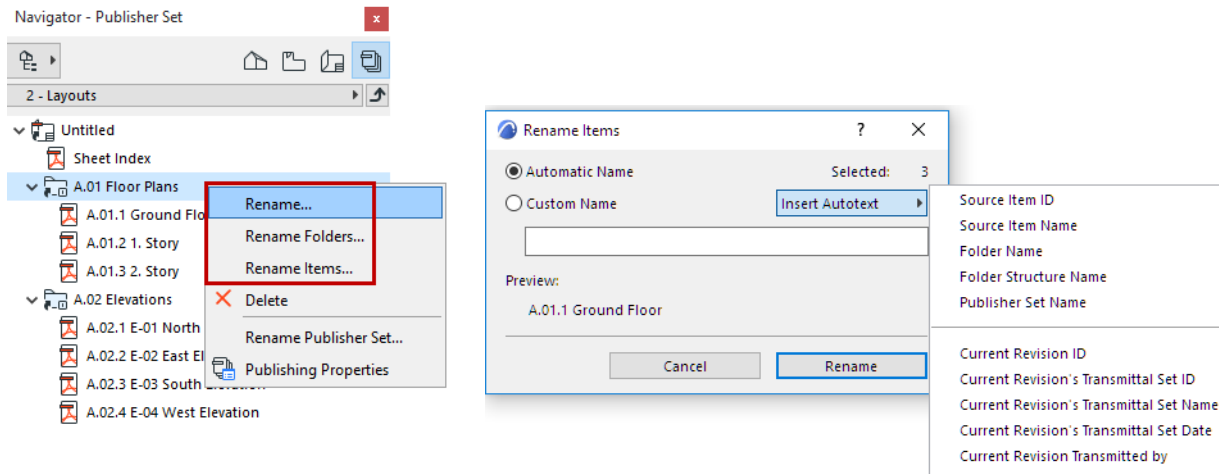 Navigator - Publisher Set
2 - Layouts
Untitled
Sheet Index
A.01 Floor Plans
A.01.1 Ground Flo
A.01.2 1. Story
A.01.3 2. Story
A.02 Elevations
A.02.1 E-01 North
A.02.2 E-02 East El
A.02.3 E-03 South
A.02.4 E-04 West Elevation
Rename...
Rename Folders...
Rename Items...
Delete
Rename Publisher Set...
Publishing Properties
Rename Items
Automatic Name
Selected: 3
Custom Name
Insert Autotext
Preview:
A.01.1 Ground Floor
Cancel
Rename
Source Item ID
Source Item Name
Folder Name
Folder Structure Name
Publisher Set Name
Current Revision ID
Current Revision's Transmittal Set ID
Current Revision's Transmittal Set Name
Current Revision's Transmittal Set Date
Current Revision Transmitted by